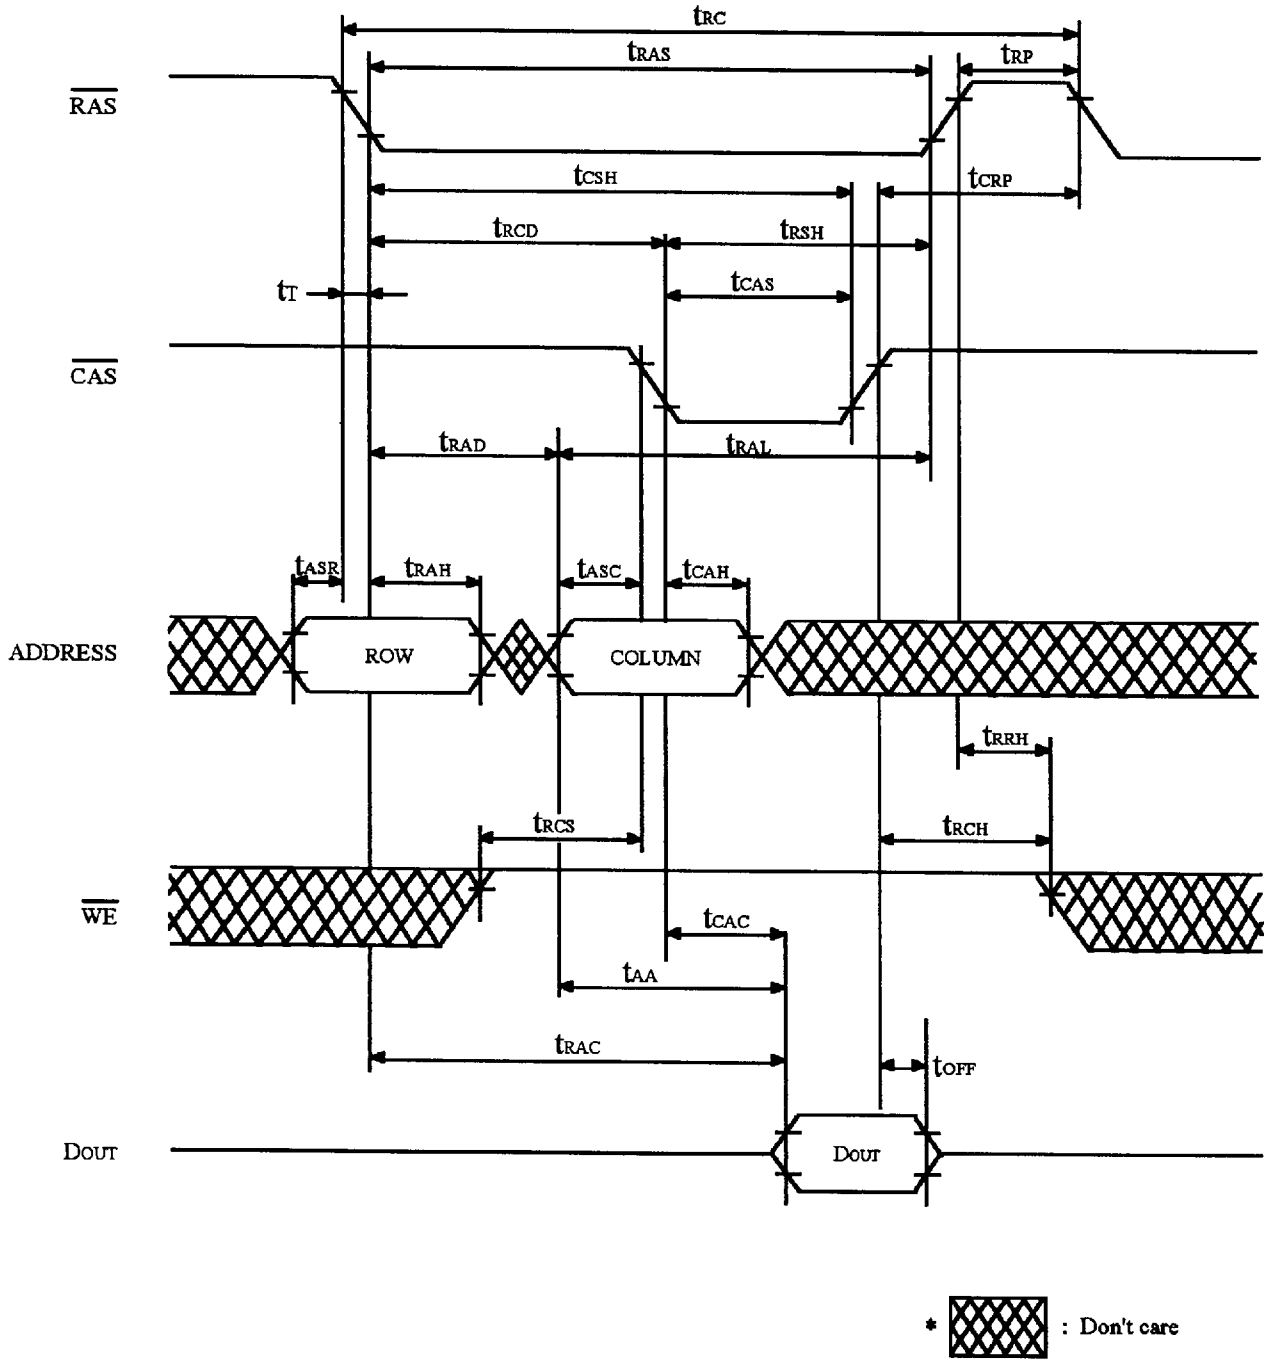 tRC
tRAS
tRP
RAS
tCSH
tCRP
tRCD
tRSH
tT
tCAS
CAS
tRAD
tRAL
tASR
tRAH
tASC
tCAH
ADDRESS
ROW
COLUMN
tRRH
tRCS
tRCH
WE
tCAC
tAA
tRAC
tOFF
DOUT
DOUT
* : Don't care